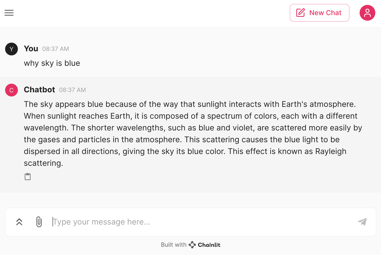 New Chat
Y
You 08:37 AM
why sky is blue
C
Chatbot 08:37 AM
The sky appears blue because of the way that sunlight interacts with Earth's atmosphere.
When sunlight reaches Earth, it is composed of a spectrum of colors, each with a different
wavelength. The shorter wavelengths, such as blue and violet, are scattered more easily by
the gases and particles in the atmosphere. This scattering causes the blue light to be
dispersed in all directions, giving the sky its blue color. This effect is known as Rayleigh
scattering.
Type your message here...
Built with Chainlit